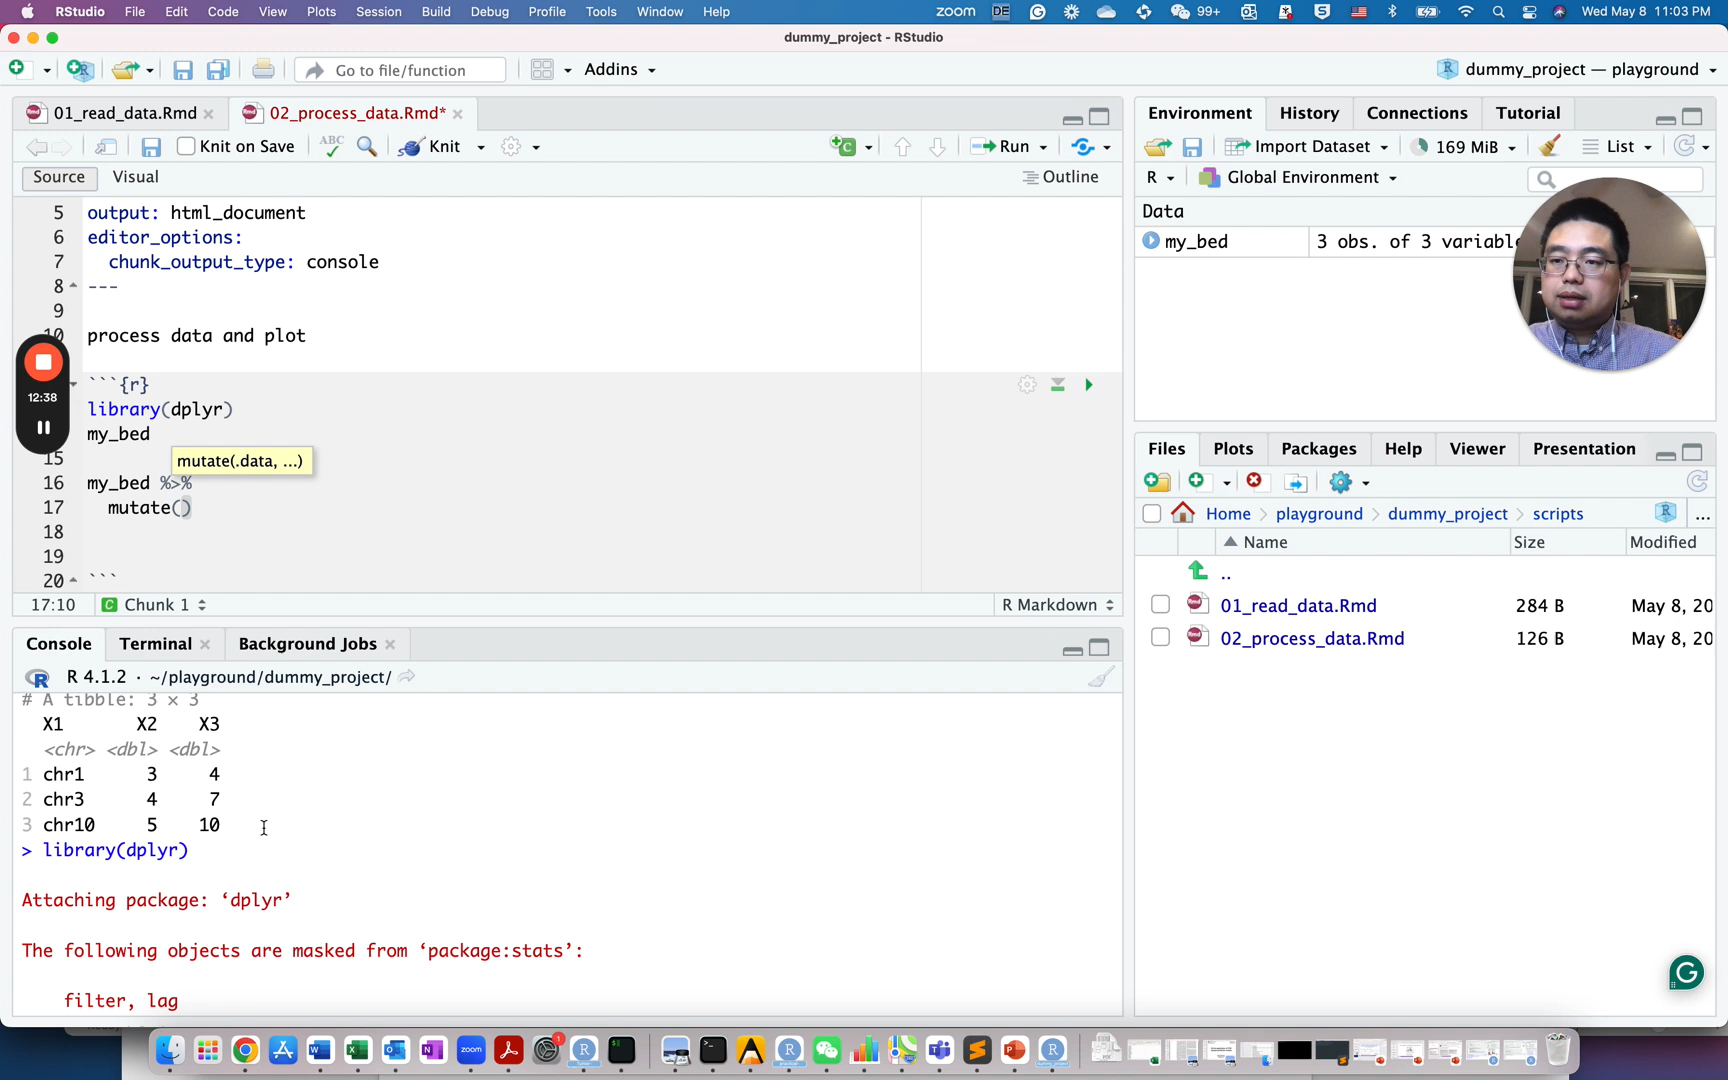 RStudio File Edit Code View Plots Session Build Debug Profile Tools Window Help zoom DE 99+ Wed May 8 11:03 PM
dummy_project - RStudio
Go to file/function Addins dummy_project — playground
01_read_data.Rmd 02_process_data.Rmd*
Knit on Save ABC Knit Run
Source Visual Outline
5 output: html_document
6 editor_options:
7 chunk_output_type: console
8 ---
9
10 process data and plot
```{r}
library(dplyr)
my_bed
15 mutate(.data, ...)
16 my_bed %>%
17 mutate()
18
19
20 ```
17:10 Chunk 1 R Markdown
12:38
Console Terminal Background Jobs
R 4.1.2 · ~/playground/dummy_project/
# A tibble: 3 × 3
X1 X2 X3
<chr> <dbl> <dbl>
1 chr1 3 4
2 chr3 4 7
3 chr10 5 10
> library(dplyr)
Attaching package: ‘dplyr’
The following objects are masked from ‘package:stats’:
filter, lag
Environment History Connections Tutorial
Import Dataset 169 MiB List
R Global Environment
Data
my_bed 3 obs. of 3 variable
Files Plots Packages Help Viewer Presentation
Home playground dummy_project scripts ...
Name Size Modified
..
01_read_data.Rmd 284 B May 8, 20
02_process_data.Rmd 126 B May 8, 20
zoom